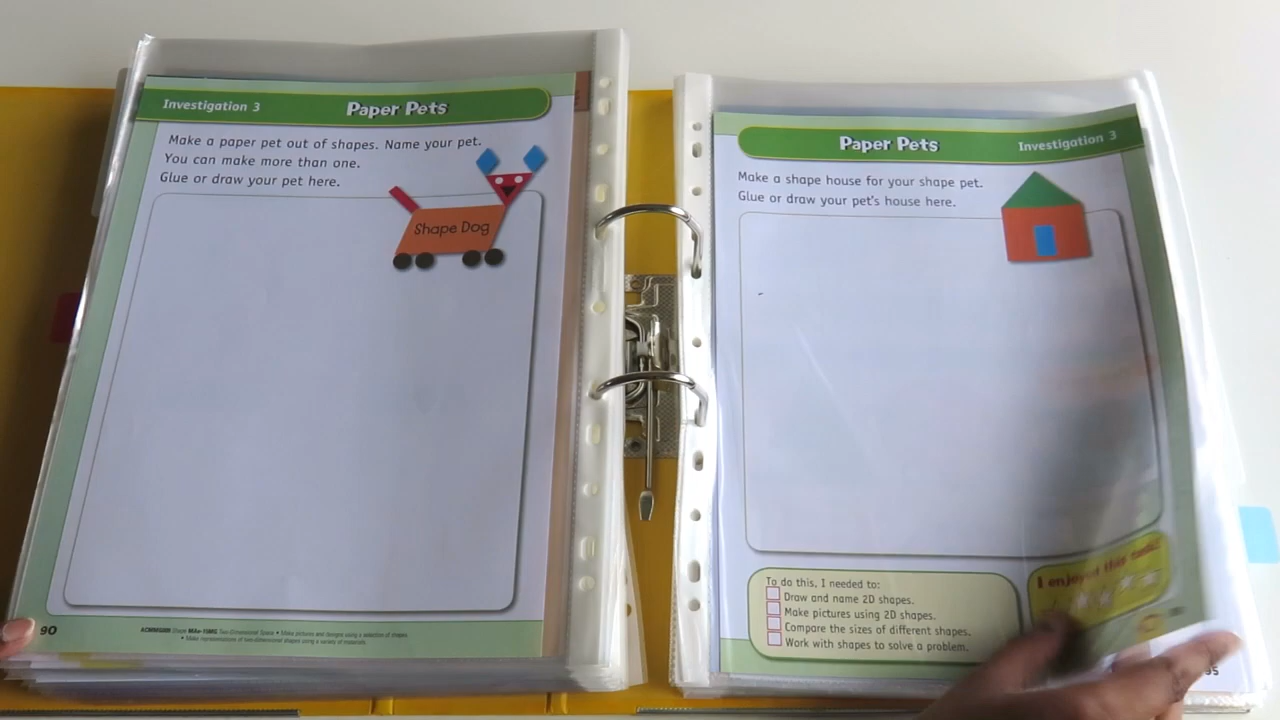 Investigation 3
Paper Pets
Make a paper pet out of shapes. Name your pet.
You can make more than one.
Glue or draw your pet here.
Shape Dog
90
Paper Pets
Investigation 3
Make a shape house for your shape pet.
Glue or draw your pet's house here.
To do this, I needed to:
Draw and name 2D shapes.
Make pictures using 2D shapes.
Compare the sizes of different shapes.
Work with shapes to solve a problem.
I enjoyed this task: